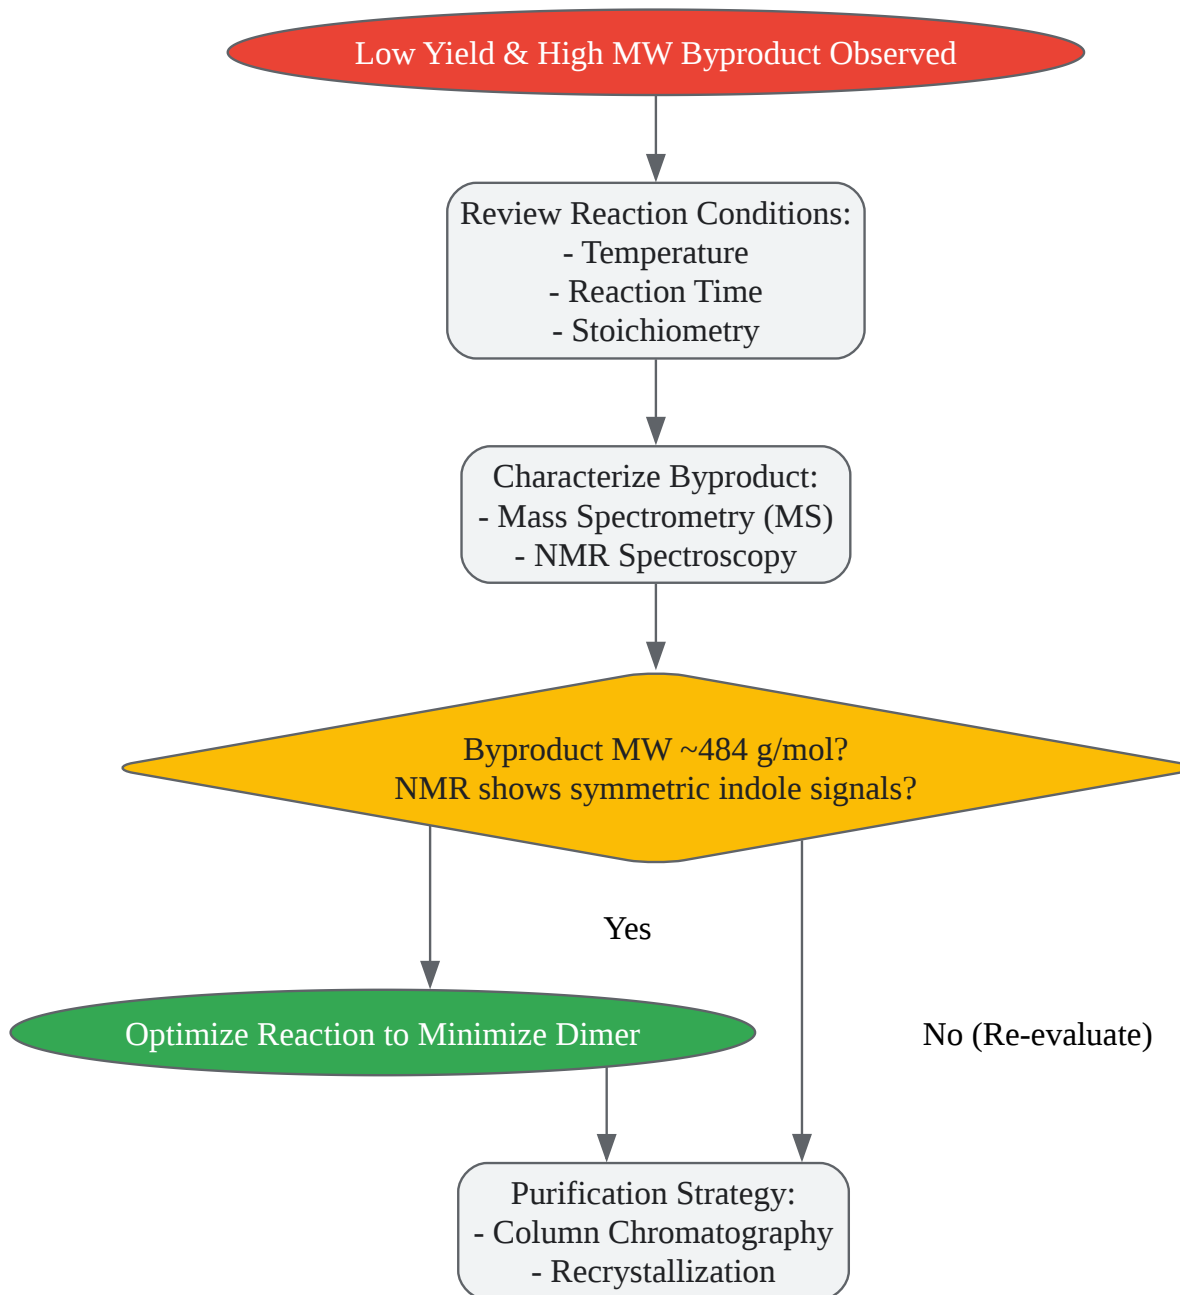 Low Yield & High MW Byproduct Observed
Review Reaction Conditions:
- Temperature
- Reaction Time
- Stoichiometry
Characterize Byproduct:
- Mass Spectrometry (MS)
- NMR Spectroscopy
Byproduct MW ~484 g/mol?
NMR shows symmetric indole signals?
Yes
Optimize Reaction to Minimize Dimer
No (Re-evaluate)
Purification Strategy:
- Column Chromatography
- Recrystallization